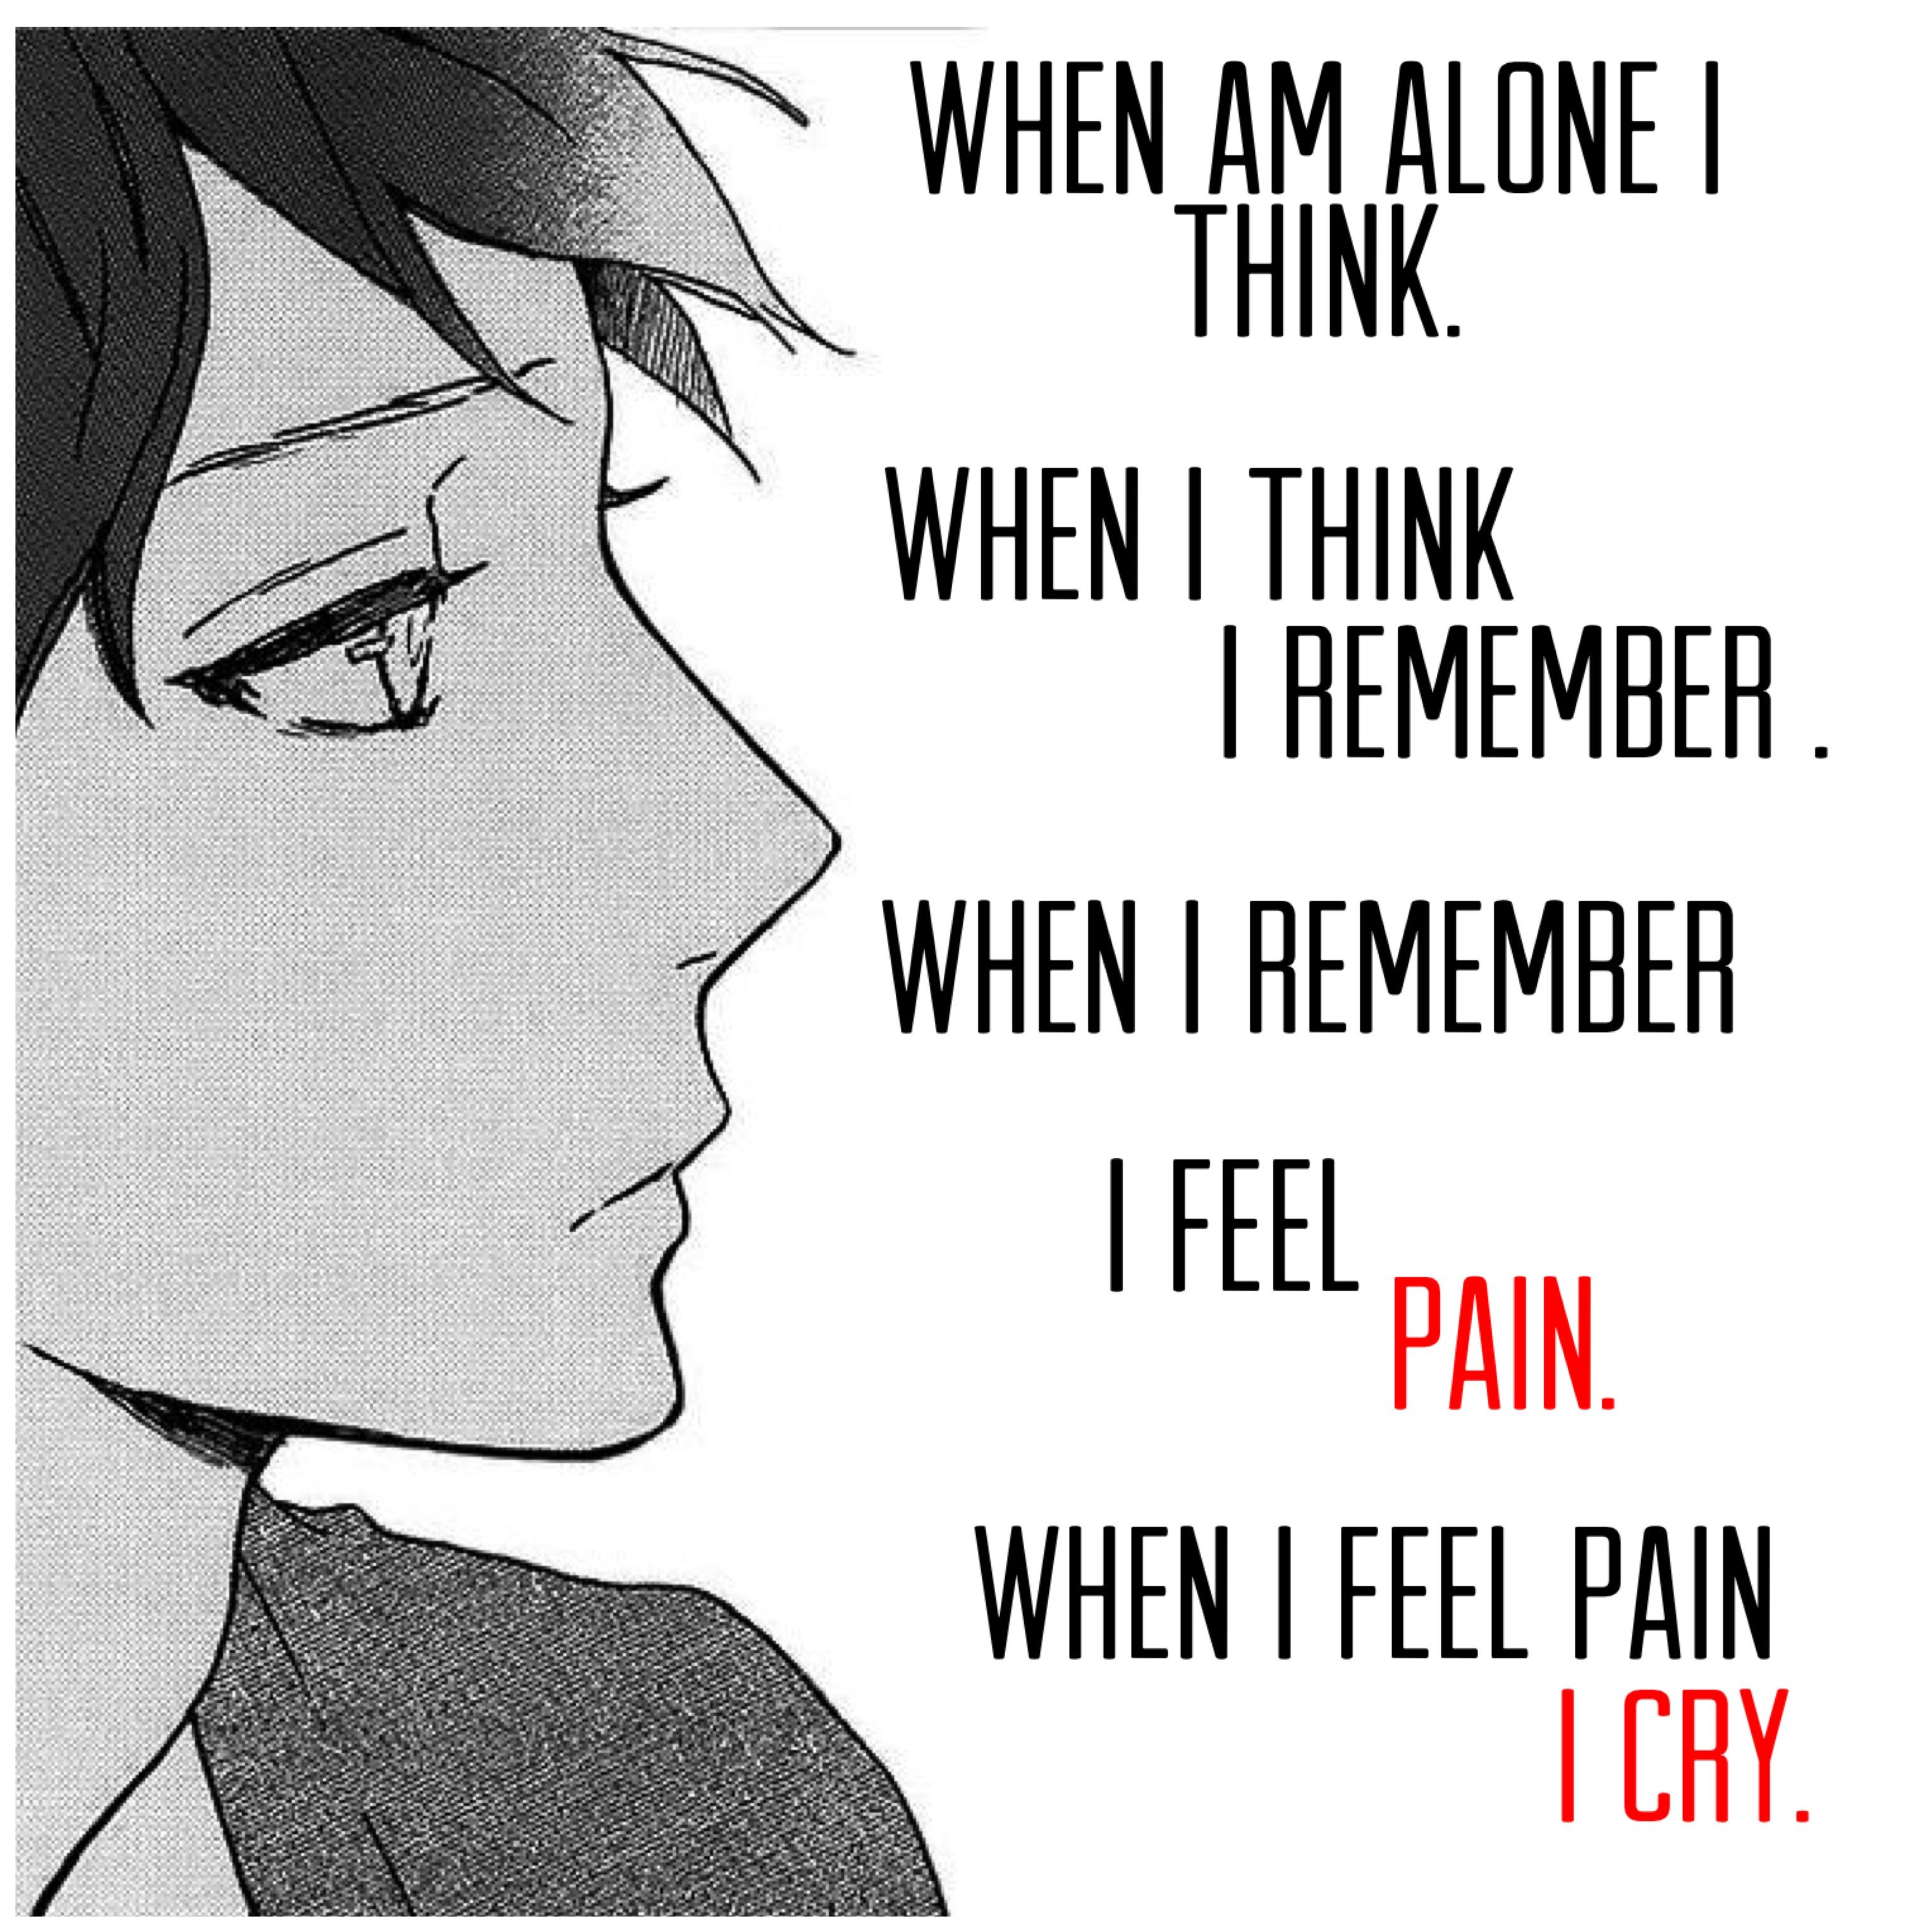 WHEN AM ALONE I
THINK.
WHEN I THINK
I REMEMBER .
WHEN I REMEMBER
I FEEL
PAIN.
WHEN I FEEL PAIN
I CRY.